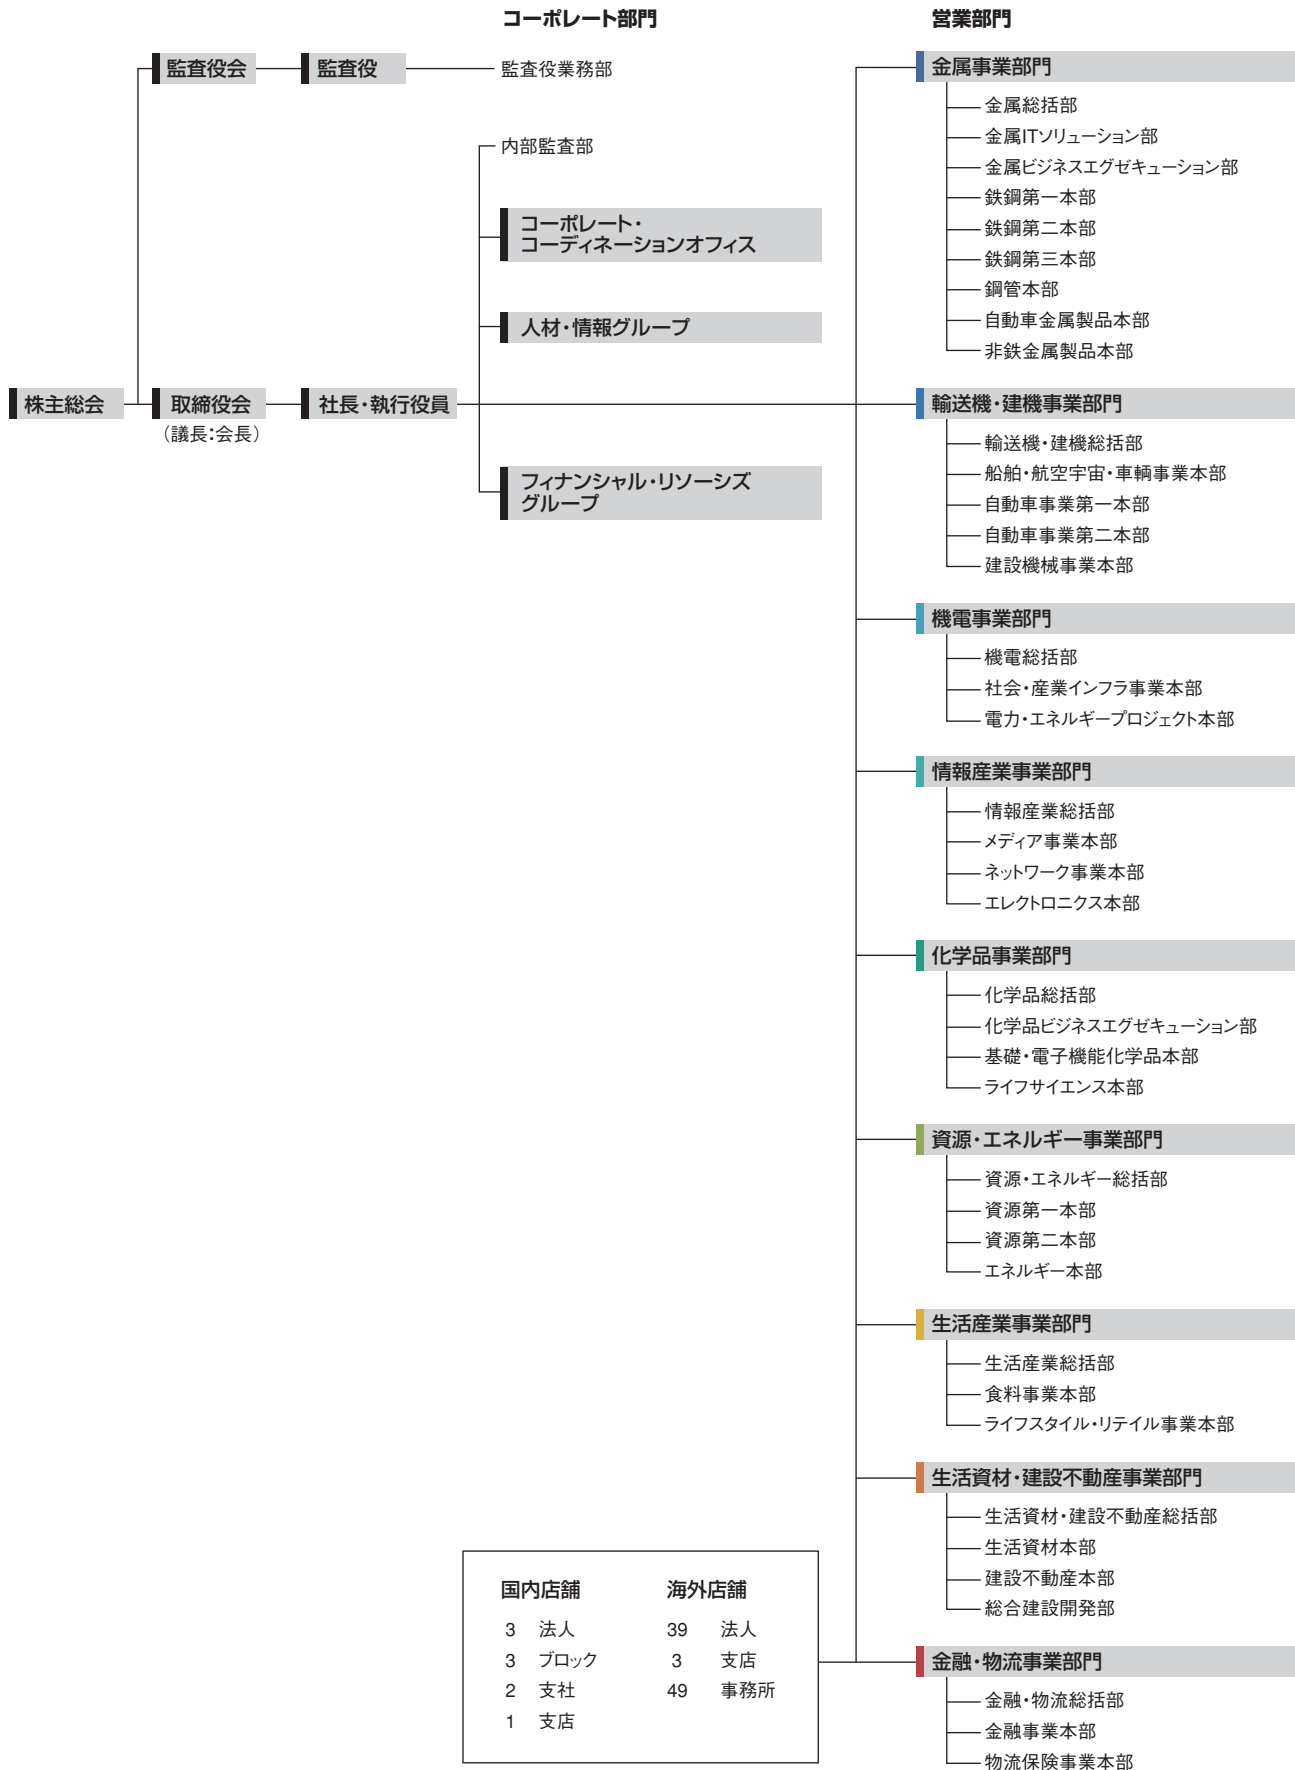 コーポレート部門
監査役会
監査役
監査役業務部
内部監査部
コーポレート・
コーディネーションオフィス
人材・情報グループ
株主総会
取締役会
（議長：会長）
社長・執行役員
フィナンシャル・リソーシズ
グループ
営業部門
金属事業部門
金属総括部
金属ITソリューション部
金属ビジネスエグゼキューション部
鉄鋼第一本部
鉄鋼第二本部
鉄鋼第三本部
鋼管本部
自動車金属製品本部
非鉄金属製品本部
輸送機・建機事業部門
輸送機・建機総括部
船舶・航空宇宙・車輌事業本部
自動車事業第一本部
自動車事業第二本部
建設機械事業本部
機電事業部門
機電総括部
社会・産業インフラ事業本部
電力・エネルギープロジェクト本部
情報産業事業部門
情報産業総括部
メディア事業本部
ネットワーク事業本部
エレクトロニクス本部
化学品事業部門
化学品総括部
化学品ビジネスエグゼキューション部
基礎・電子機能化学品本部
ライフサイエンス本部
資源・エネルギー事業部門
資源・エネルギー総括部
資源第一本部
資源第二本部
エネルギー本部
生活産業事業部門
生活産業総括部
食料事業本部
ライフスタイル・リテイル事業本部
生活資材・建設不動産事業部門
生活資材・建設不動産総括部
生活資材本部
建設不動産本部
総合建設開発部
金融・物流事業部門
金融・物流総括部
金融事業本部
物流保険事業本部
国内店舗
3 法人
3 ブロック
2 支社
1 支店
海外店舗
39 法人
3 支店
49 事務所